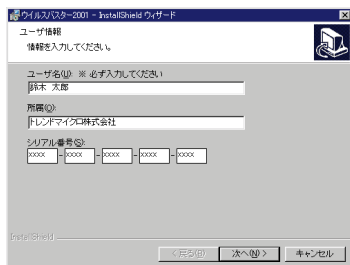 ウイルスバスター2001 - InstallShield ウィザード
ユーザ情報
情報を入力してください。
ユーザ名(U): ※ 必ず入力してください
鈴木 太郎
所属(O):
トレンドマイクロ株式会社
シリアル番号(S):
xxxx - xxxx - xxxx - xxxx - xxxx
InstallShield
< 戻る(B) 次へ(N) > キャンセル